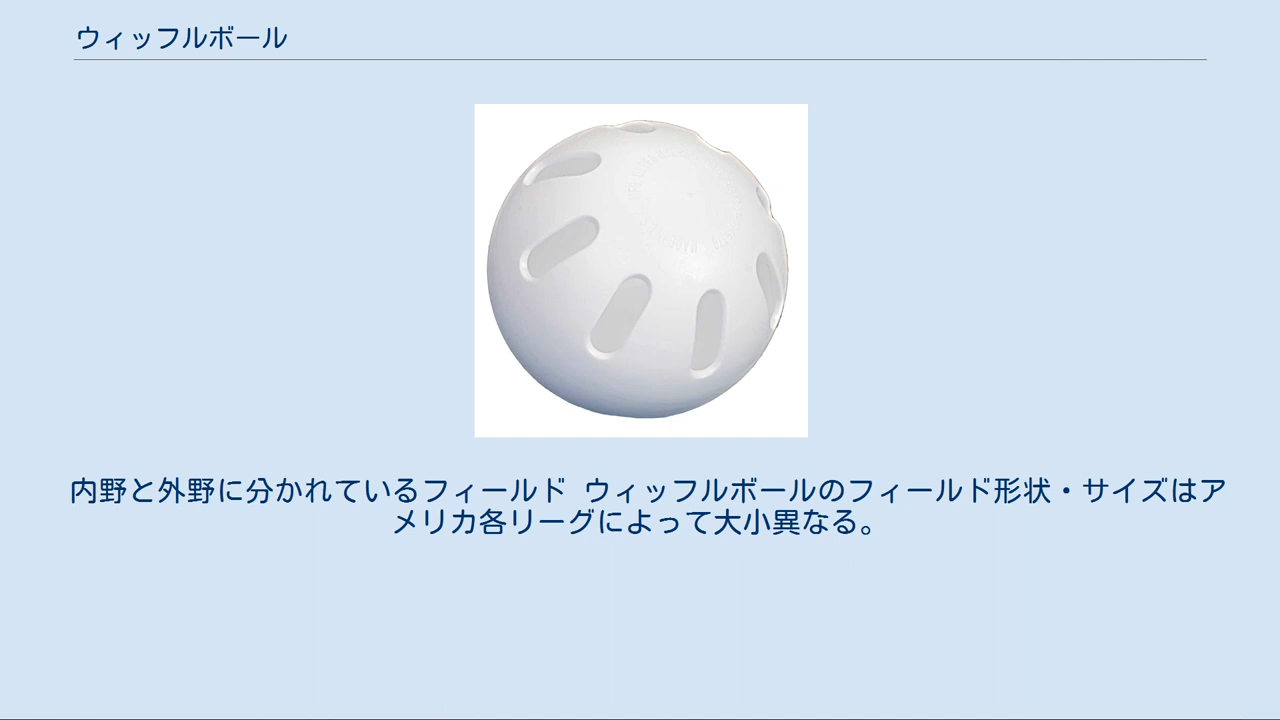 ウィッフルボール
内野と外野に分かれているフィールド ウィッフルボールのフィールド形状・サイズはア
メリカ各リーグによって大小異なる。